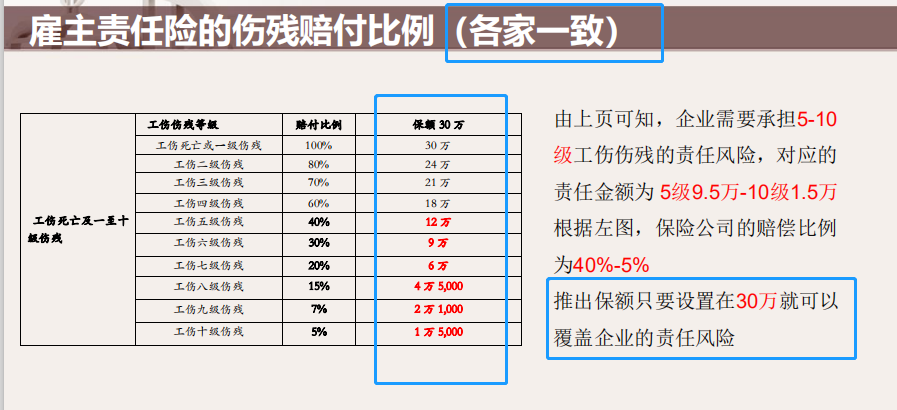 雇主责任险的伤残赔付比例（各家一致）
工伤伤残等级 赔付比例 保额 30 万
工伤死亡或一级伤残 100% 30 万
工伤二级伤残 80% 24 万
工伤三级伤残 70% 21 万
工伤四级伤残 60% 18 万
工伤死亡及一至十级伤残
工伤五级伤残 40% 12 万
工伤六级伤残 30% 9 万
工伤七级伤残 20% 6 万
工伤八级伤残 15% 4 万 5,000
工伤九级伤残 7% 2 万 1,000
工伤十级伤残 5% 1 万 5,000
由上页可知，企业需要承担5-10
级工伤伤残的责任风险，对应的
责任金额为 5级9.5万-10级1.5万
根据左图，保险公司的赔偿比例
为40%-5%
推出保额只要设置在30万就可以
覆盖企业的责任风险